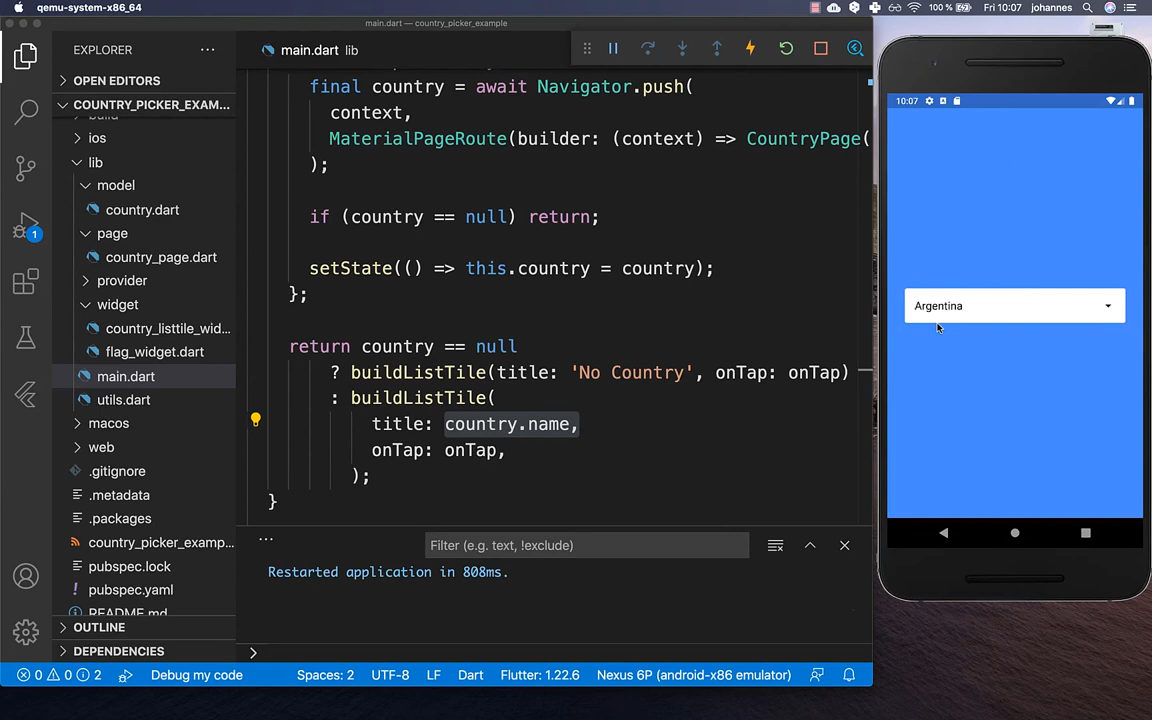 qemu-system-x86_64
100 %
Fri 10:07
johannes
main.dart — country_picker_example
EXPLORER
OPEN EDITORS
COUNTRY_PICKER_EXAM...
build
ios
lib
model
country.dart
page
country_page.dart
provider
widget
country_listtile_wid...
flag_widget.dart
main.dart
utils.dart
macos
web
.gitignore
.metadata
.packages
country_picker_examp...
pubspec.lock
! pubspec.yaml
README.md
OUTLINE
DEPENDENCIES
1
main.dart lib
final country = await Navigator.push(
context,
MaterialPageRoute(builder: (context) => CountryPage(
);
if (country == null) return;
setState(() => this.country = country);
};
return country == null
? buildListTile(title: 'No Country', onTap: onTap)
: buildListTile(
title: country.name,
onTap: onTap,
);
}
...
Filter (e.g. text, !exclude)
Restarted application in 808ms.
0 0 2
Debug my code
Spaces: 2
UTF-8
LF
Dart
Flutter: 1.22.6
Nexus 6P (android-x86 emulator)
10:07
Argentina